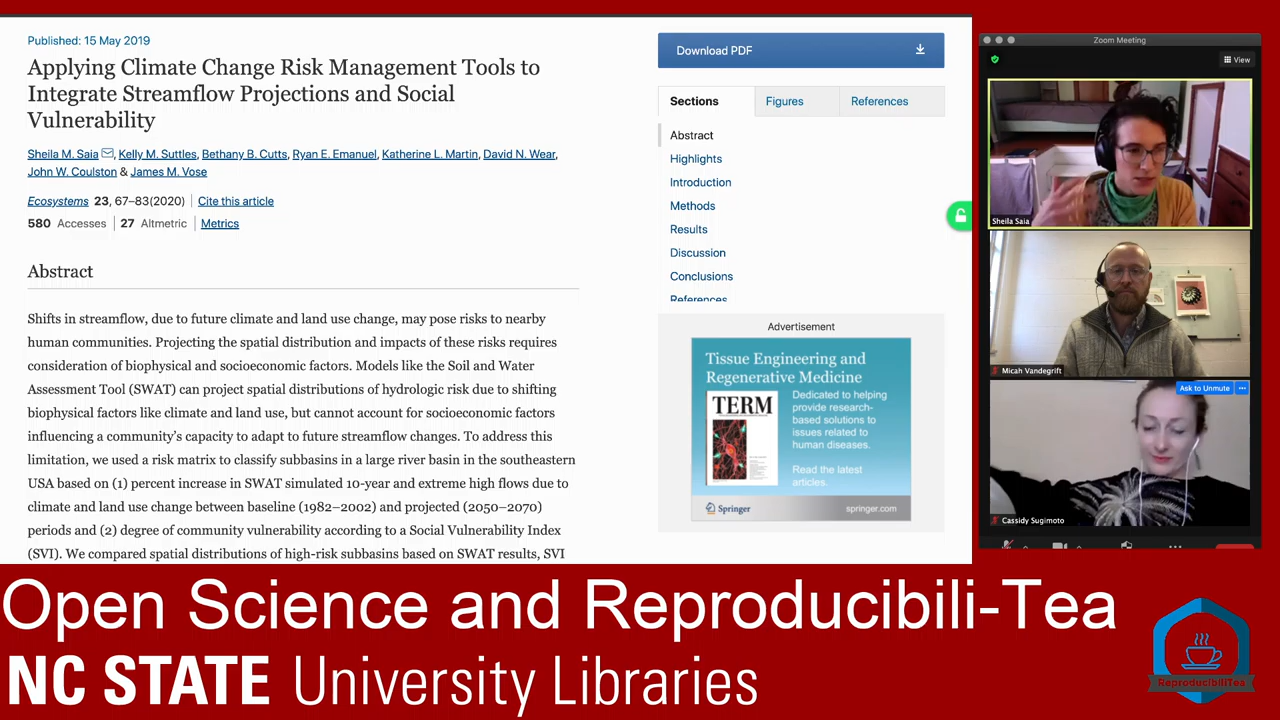 Published: 15 May 2019
Applying Climate Change Risk Management Tools to
Integrate Streamflow Projections and Social
Vulnerability
Sheila M. Saia, Kelly M. Suttles, Bethany B. Cutts, Ryan E. Emanuel, Katherine L. Martin, David N. Wear,
John W. Coulston & James M. Vose
Ecosystems 23, 67–83(2020) | Cite this article
580 Accesses | 27 Altmetric | Metrics
Abstract
Shifts in streamflow, due to future climate and land use change, may pose risks to nearby
human communities. Projecting the spatial distribution and impacts of these risks requires
consideration of biophysical and socioeconomic factors. Models like the Soil and Water
Assessment Tool (SWAT) can project spatial distributions of hydrologic risk due to shifting
biophysical factors like climate and land use, but cannot account for socioeconomic factors
influencing a community’s capacity to adapt to future streamflow changes. To address this
limitation, we used a risk matrix to classify subbasins in a large river basin in the southeastern
USA based on (1) percent increase in SWAT simulated 10-year and extreme high flows due to
climate and land use change between baseline (1982–2002) and projected (2050–2070)
periods and (2) degree of community vulnerability according to a Social Vulnerability Index
(SVI). We compared spatial distributions of high-risk subbasins based on SWAT results, SVI
Download PDF
Sections Figures References
Abstract
Highlights
Introduction
Methods
Results
Discussion
Conclusions
References
Advertisement
Tissue Engineering and
Regenerative Medicine
TERM
Dedicated to helping
provide research-
based solutions to
issues related to
human diseases.
Read the latest
articles.
Springer
springer.com
Zoom Meeting
View
Sheila Saia
Micah Vandegrift
Ask to Unmute
Cassidy Sugimoto
Open Science and Reproducibili-Tea
NC STATE University Libraries
ReproducibiliTea